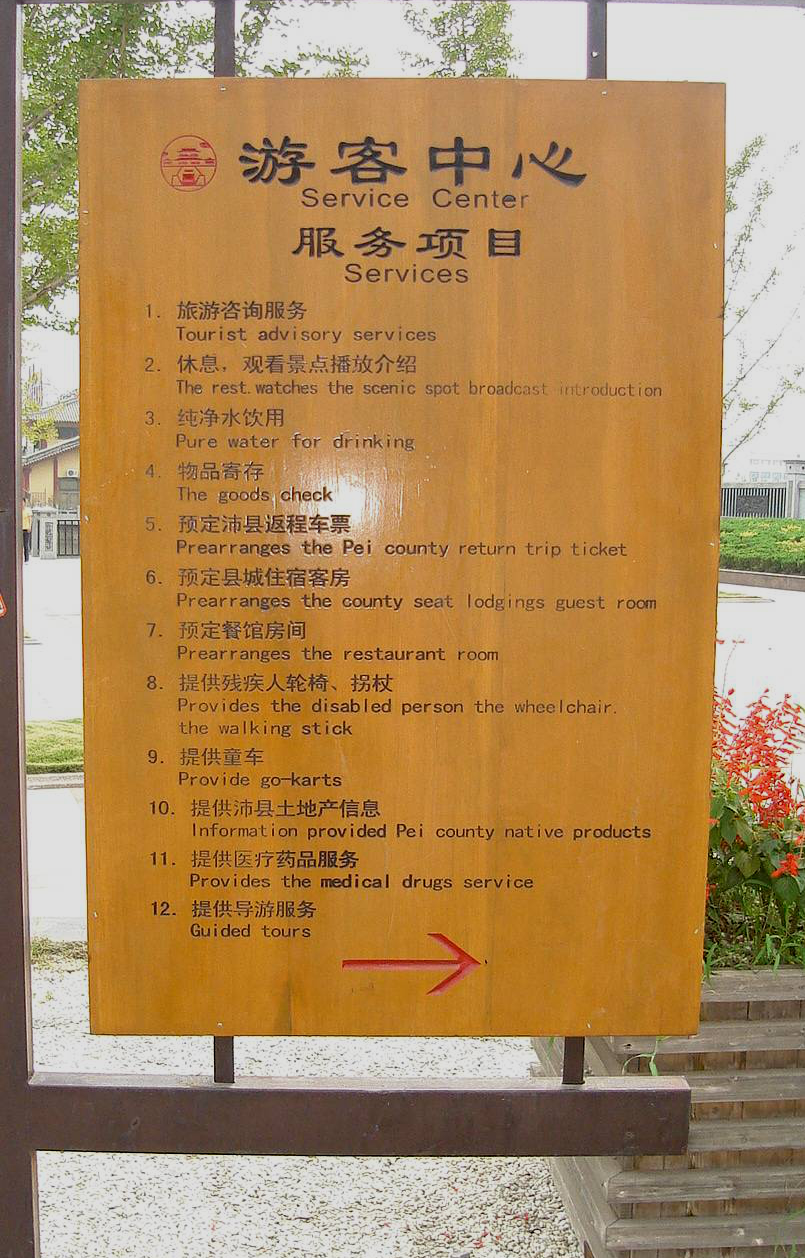 游客中心
Service Center
服务项目
Services
1. 旅游咨询服务
Tourist advisory services
2. 休息，观看景点播放介绍
The rest.watches the scenic spot broadcast introduction
3. 纯净水饮用
Pure water for drinking
4. 物品寄存
The goods check
5. 预定沛县返程车票
Prearranges the Pei county return trip ticket
6. 预定县城住宿客房
Prearranges the county seat lodgings guest room
7. 预定餐馆房间
Prearranges the restaurant room
8. 提供残疾人轮椅、拐杖
Provides the disabled person the wheelchair.
the walking stick
9. 提供童车
Provide go-karts
10. 提供沛县土地产信息
Information provided Pei county native products
11. 提供医疗药品服务
Provides the medical drugs service
12. 提供导游服务
Guided tours